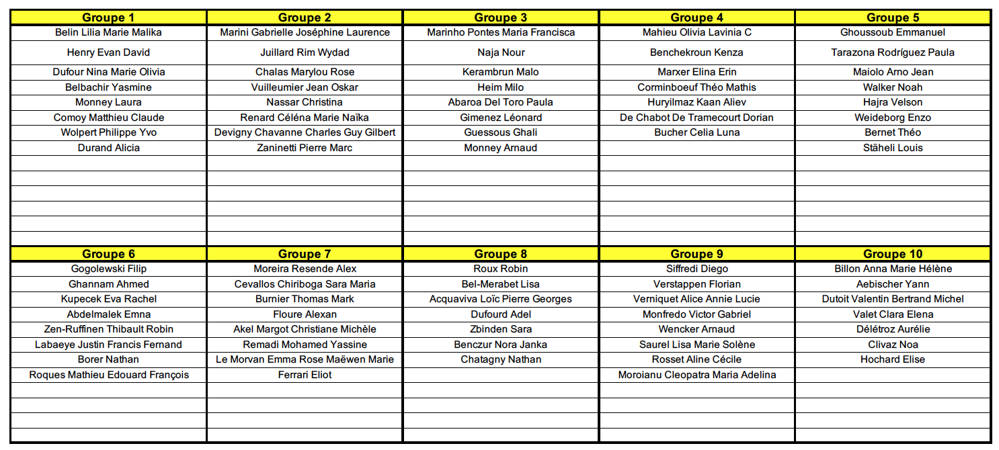 Groupe 1 Groupe 2 Groupe 3 Groupe 4 Groupe 5
Belin Lilia Marie Malika Marini Gabrielle Joséphine Laurence Marinho Pontes Maria Francisca Mahieu Olivia Lavinia C Ghoussoub Emmanuel
Henry Evan David Juillard Rim Wydad Naja Nour Benchekroun Kenza Tarazona Rodríguez Paula
Dufour Nina Marie Olivia Chalas Marylou Rose Kerambrun Malo Marxer Elina Erin Maiolo Arno Jean
Belbachir Yasmine Vuilleumier Jean Oskar Heim Milo Corminboeuf Théo Mathis Walker Noah
Monney Laura Nassar Christina Abaroa Del Toro Paula Huryilmaz Kaan Aliev Hajra Velson
Comoy Matthieu Claude Renard Céléna Marie Naïka Gimenez Léonard De Chabot De Tramecourt Dorian Weideborg Enzo
Wolpert Philippe Yvo Devigny Chavanne Charles Guy Gilbert Guessous Ghali Bucher Celia Luna Bernet Théo
Durand Alicia Zaninetti Pierre Marc Monney Arnaud Stäheli Louis
Groupe 6 Groupe 7 Groupe 8 Groupe 9 Groupe 10
Gogolewski Filip Moreira Resende Alex Roux Robin Siffredi Diego Billon Anna Marie Hélène
Ghannam Ahmed Cevallos Chiriboga Sara Maria Bel-Merabet Lisa Verstappen Florian Aebischer Yann
Kupecek Eva Rachel Burnier Thomas Mark Acquaviva Loïc Pierre Georges Verniquet Alice Annie Lucie Dutoit Valentin Bertrand Michel
Abdelmalek Emna Floure Alexan Dufourd Adel Monfredo Victor Gabriel Valet Clara Elena
Zen-Ruffinen Thibault Robin Akel Margot Christiane Michèle Zbinden Sara Wencker Arnaud Délétroz Aurélie
Labaeye Justin Francis Fernand Remadi Mohamed Yassine Benczur Nora Janka Saurel Lisa Marie Solène Clivaz Noa
Borer Nathan Le Morvan Emma Rose Maëwen Marie Chatagny Nathan Rosset Aline Cécile Hochard Elise
Roques Mathieu Edouard François Ferrari Eliot Moroianu Cleopatra Maria Adelina